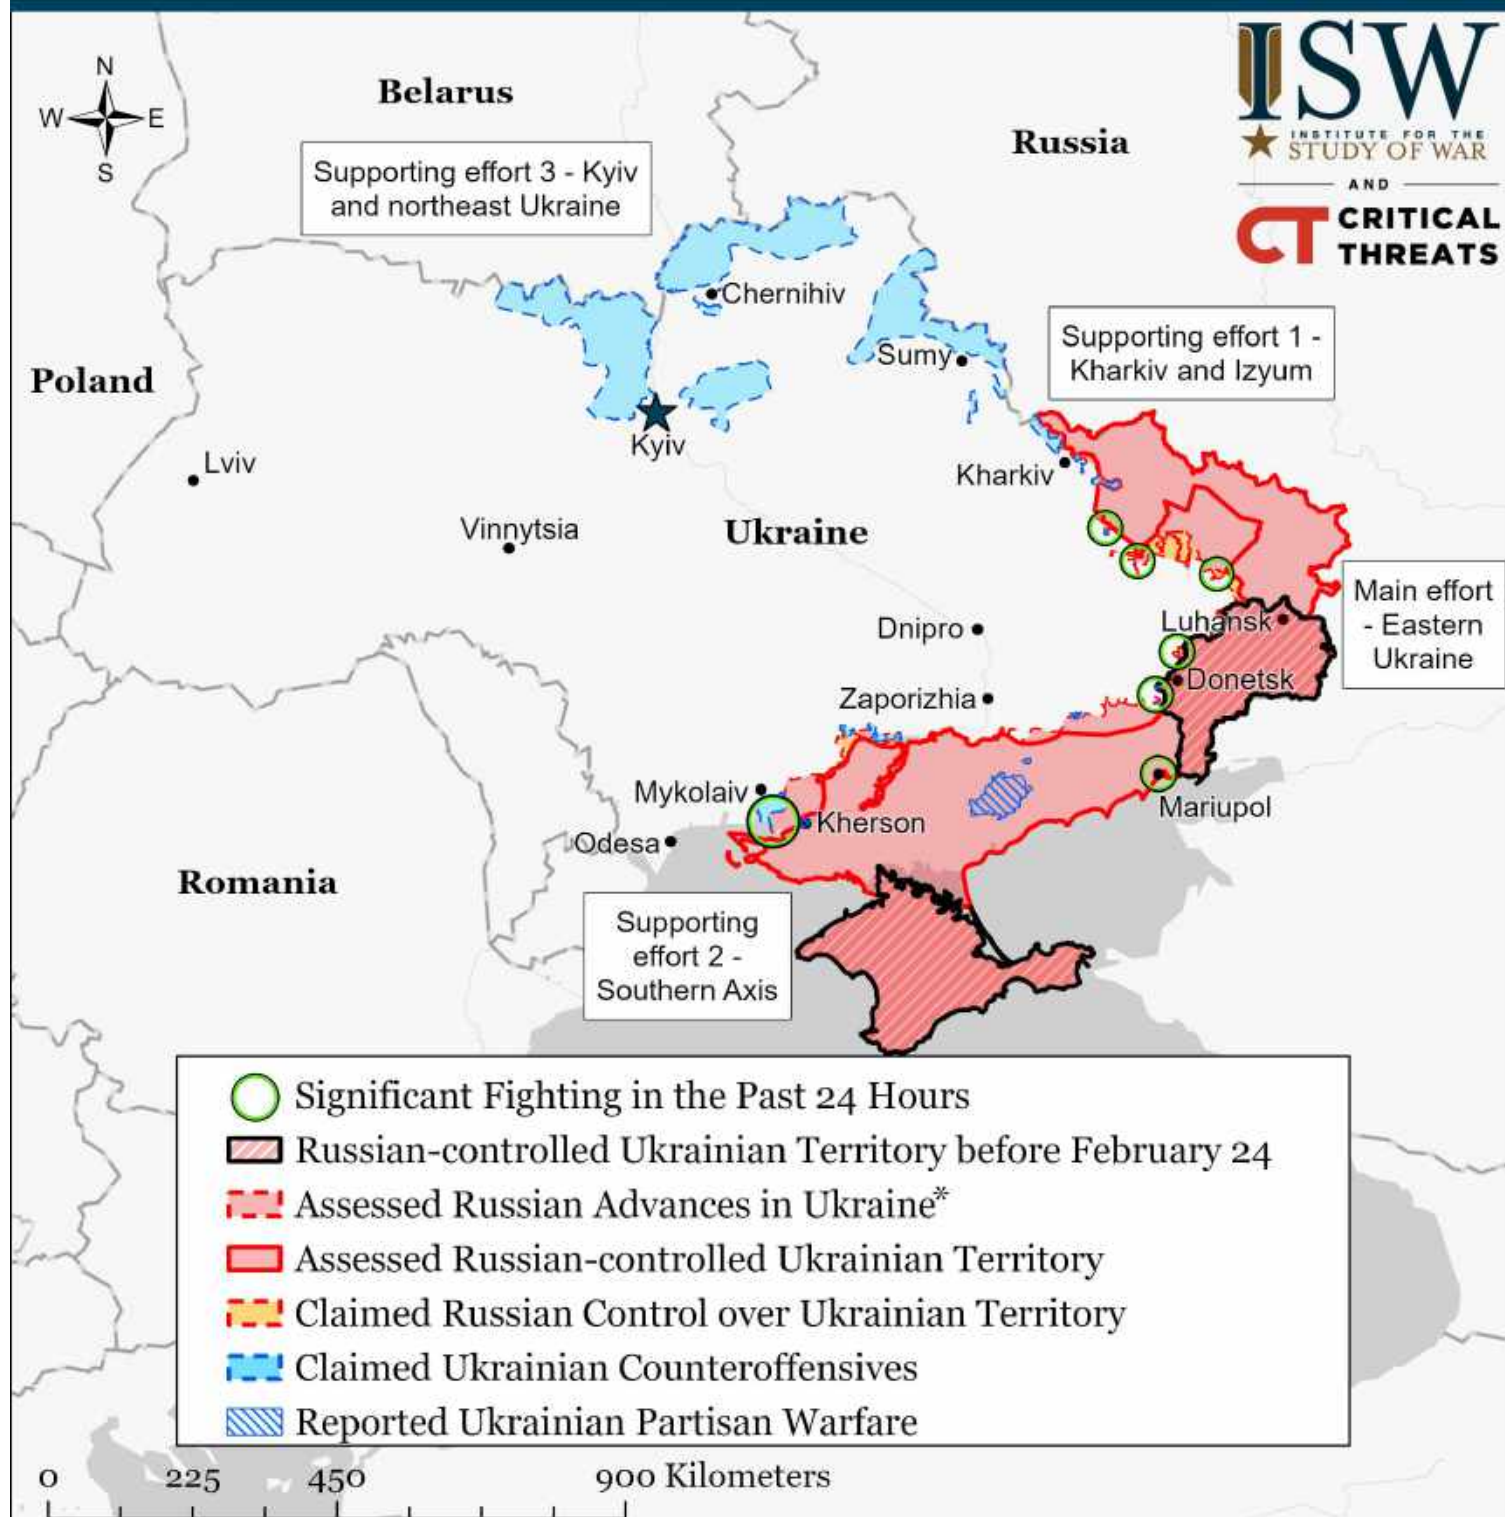 N
W E
S
Belarus
Russia
ISW
INSTITUTE FOR THE
STUDY OF WAR
AND
CT CRITICAL
THREATS
Supporting effort 3 - Kyiv
and northeast Ukraine
Chernihiv
Supporting effort 1 -
Kharkiv and Izyum
Sumy
Poland
Kyiv
Lviv
Kharkiv
Vinnytsia
Ukraine
Main effort
- Eastern
Ukraine
Luhansk
Dnipro
Donetsk
Zaporizhia
Mykolaiv
Mariupol
Kherson
Odesa
Romania
Supporting
effort 2 -
Southern Axis
Significant Fighting in the Past 24 Hours
Russian-controlled Ukrainian Territory before February 24
Assessed Russian Advances in Ukraine*
Assessed Russian-controlled Ukrainian Territory
Claimed Russian Control over Ukrainian Territory
Claimed Ukrainian Counteroffensives
Reported Ukrainian Partisan Warfare
0 225 450 900 Kilometers